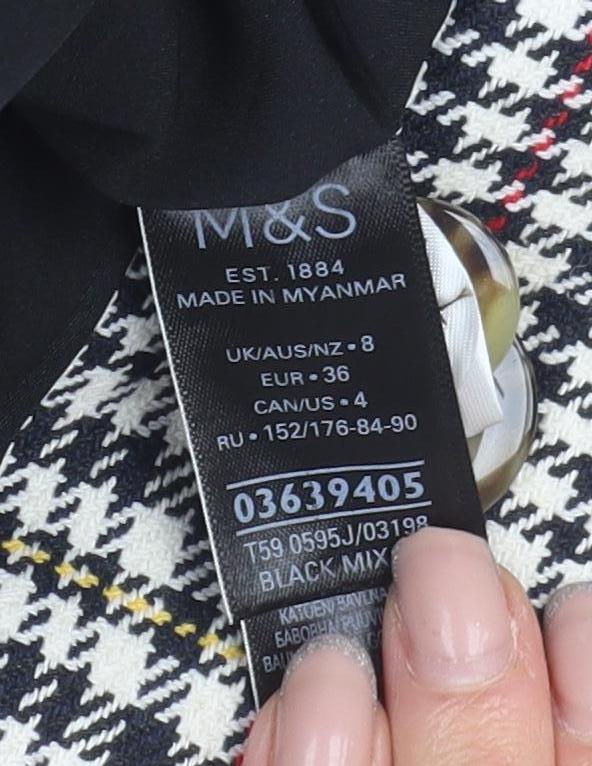 M&S
EST. 1884
MADE IN MYANMAR
UK/AUS/NZ • 8
EUR • 36
CAN/US • 4
RU • 152/176-84-90
03639405
T59 0595J/03198
BLACK MIX
БАВОВНА